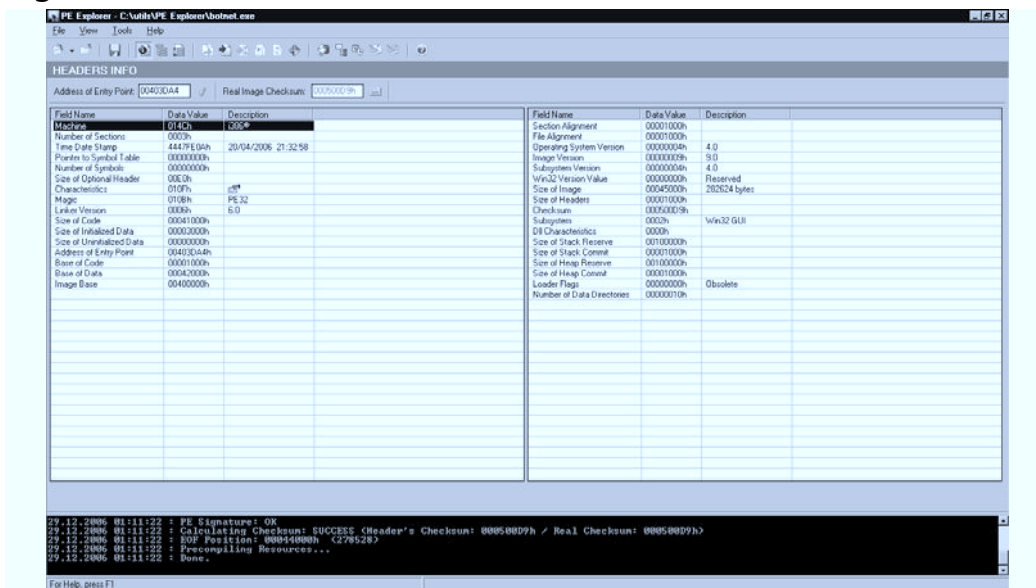 PE Explorer - C:\utils\PE Explorer\botnet.exe
File View Tools Help
HEADERS INFO
Address of Entry Point: 00403DA4 Real Image Checksum: 000500D9h
Field Name Data Value Description
Machine 014Ch i386®
Number of Sections 0003h
Time Date Stamp 4447FE0Ah 20/04/2006 21:32:58
Pointer to Symbol Table 00000000h
Number of Symbols 00000000h
Size of Optional Header 00E0h
Characteristics 010Fh
Magic 010Bh PE32
Linker Version 0006h 6.0
Size of Code 00041000h
Size of Initialized Data 00003000h
Size of Uninitialized Data 00000000h
Address of Entry Point 00403DA4h
Base of Code 00001000h
Base of Data 00042000h
Image Base 00400000h
Field Name Data Value Description
Section Alignment 00001000h
File Alignment 00001000h
Operating System Version 00000004h 4.0
Image Version 00000009h 9.0
Subsystem Version 00000004h 4.0
Win32 Version Value 00000000h Reserved
Size of Image 00045000h 282624 bytes
Size of Headers 00001000h
Checksum 000500D9h
Subsystem 0002h Win32 GUI
Dll Characteristics 0000h
Size of Stack Reserve 00100000h
Size of Stack Commit 00001000h
Size of Heap Reserve 00100000h
Size of Heap Commit 00001000h
Loader Flags 00000000h Obsolete
Number of Data Directories 00000010h
29.12.2006 01:11:22 : PE Signature: OK
29.12.2006 01:11:22 : Calculating Checksum: SUCCESS (Header's Checksum: 000500D9h / Real Checksum: 000500D9h)
29.12.2006 01:11:22 : EOF Position: 00044000h (278528)
29.12.2006 01:11:22 : Precompiling Resources...
29.12.2006 01:11:22 : Done.
For Help, press F1